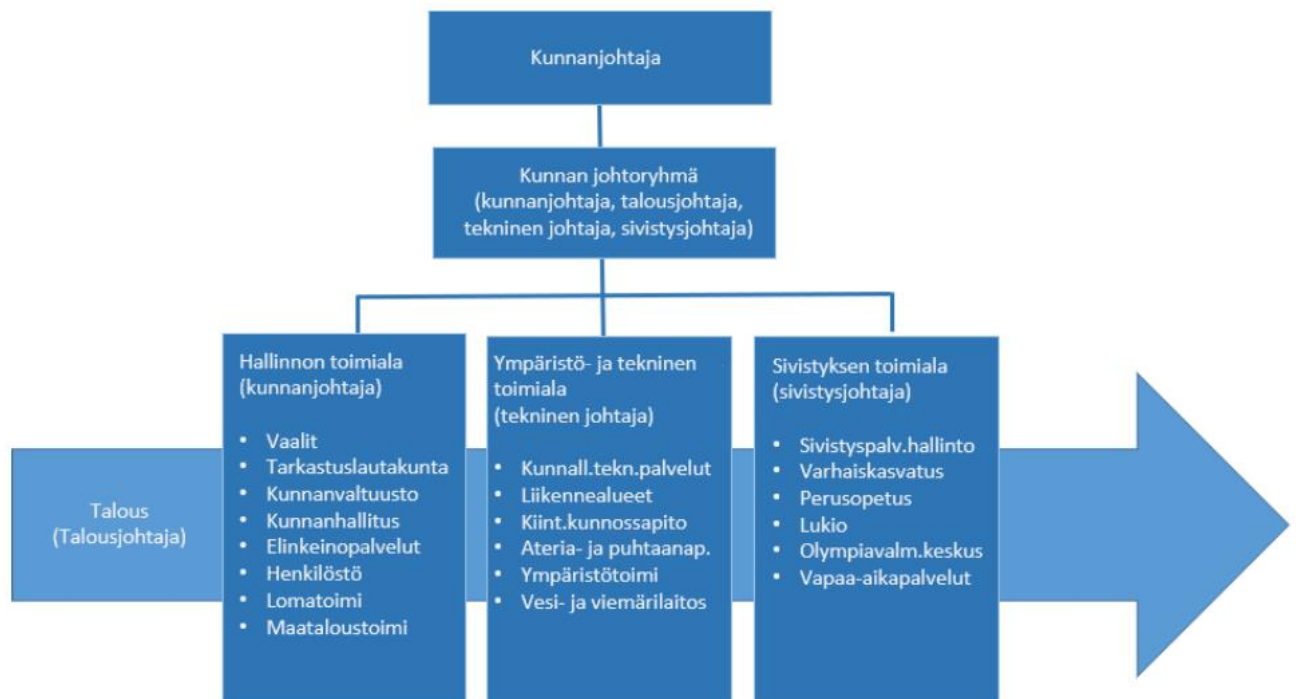 Kunnanjohtaja
Kunnan johtoryhmä
(kunnanjohtaja, talousjohtaja,
tekninen johtaja, sivistysjohtaja)
Talous
(Talousjohtaja)
Hallinnon toimiala
(kunnanjohtaja)
• Vaalit
• Tarkastuslautakunta
• Kunnanvaltuusto
• Kunnanhallitus
• Elinkeinopalvelut
• Henkilöstö
• Lomatoimi
• Maataloustoimi
Ympäristö- ja tekninen
toimiala
(tekninen johtaja)
• Kunnall.tekn.palvelut
• Liikennealueet
• Kiint.kunnossapito
• Ateria- ja puhtaanap.
• Ympäristötoimi
• Vesi- ja viemärilaitos
Sivistyksen toimiala
(sivistysjohtaja)
• Sivistyspalv.hallinto
• Varhaiskasvatus
• Perusopetus
• Lukio
• Olympiavalm.keskus
• Vapaa-aikapalvelut